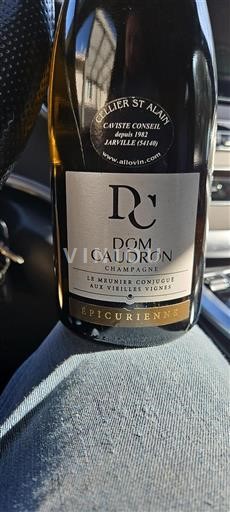 CELLIER ST ALAIN
CAVISTE CONSEIL
depuis 1982
JARVILLE (54140)
www.allovin.com
DC
DOM
CAUDRON
CHAMPAGNE
LE MEUNIER CONJUGUÉ
AUX VIEILLES VIGNES
ÉPICURIENNE